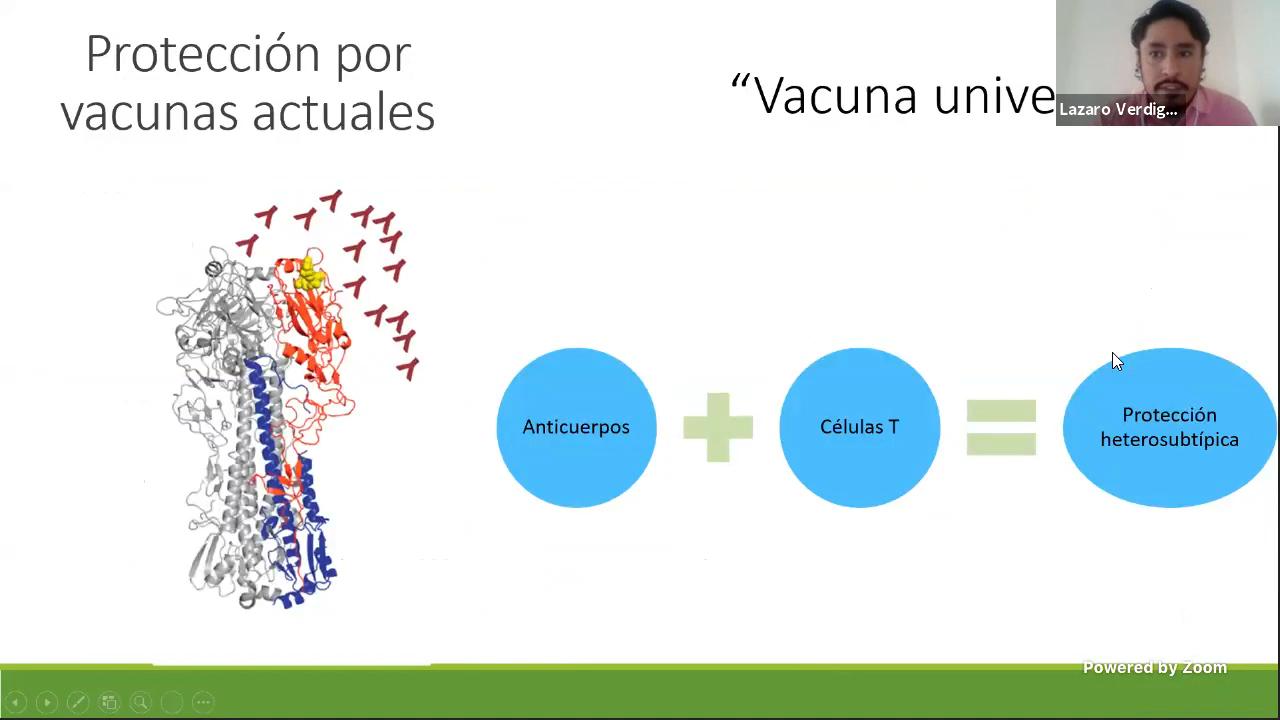 Protección por
vacunas actuales
“Vacuna unive
Lazaro Verdig...
Anticuerpos
Células T
Protección
heterosubtípica
Powered by Zoom